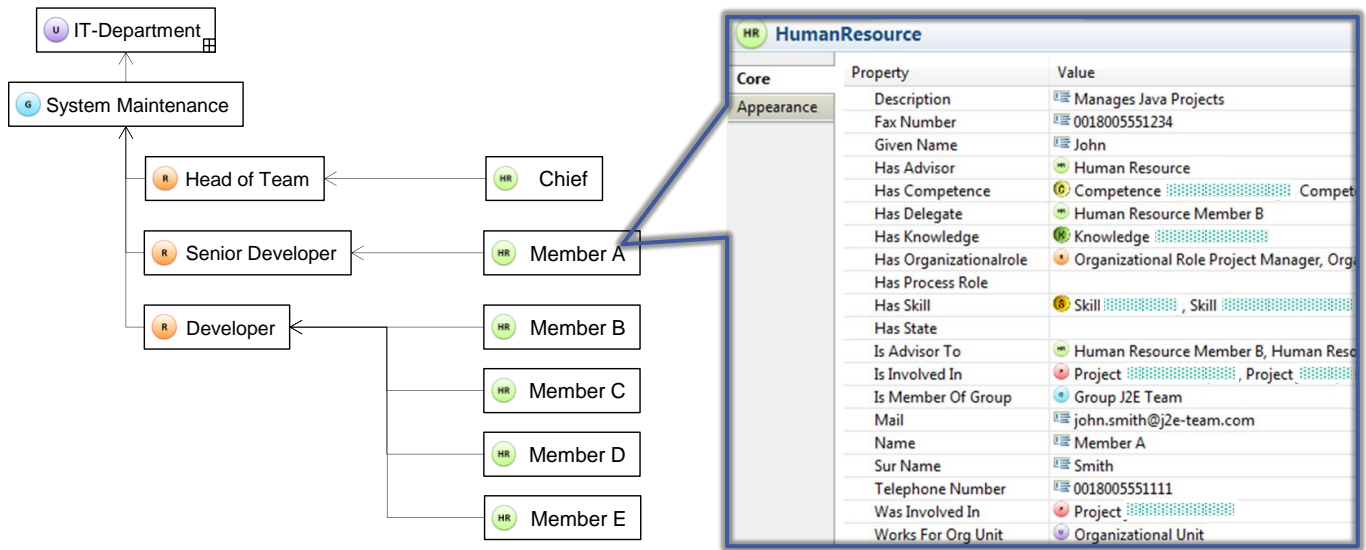 U IT-Department
G System Maintenance
R Head of Team
HR Chief
R Senior Developer
HR Member A
R Developer
HR Member B
HR Member C
HR Member D
HR Member E
HR HumanResource
Core
Appearance
Property Value
Description Manages Java Projects
Fax Number 0018005551234
Given Name John
Has Advisor HR Human Resource
Has Competence C Competence Compet
Has Delegate HR Human Resource Member B
Has Knowledge K Knowledge
Has Organizationalrole Organizational Role Project Manager, Orga
Has Process Role
Has Skill S Skill , Skill
Has State
Is Advisor To HR Human Resource Member B, Human Reso
Is Involved In P Project , Project
Is Member Of Group G Group J2E Team
Mail john.smith@j2e-team.com
Name Member A
Sur Name Smith
Telephone Number 0018005551111
Was Involved In P Project
Works For Org Unit U Organizational Unit